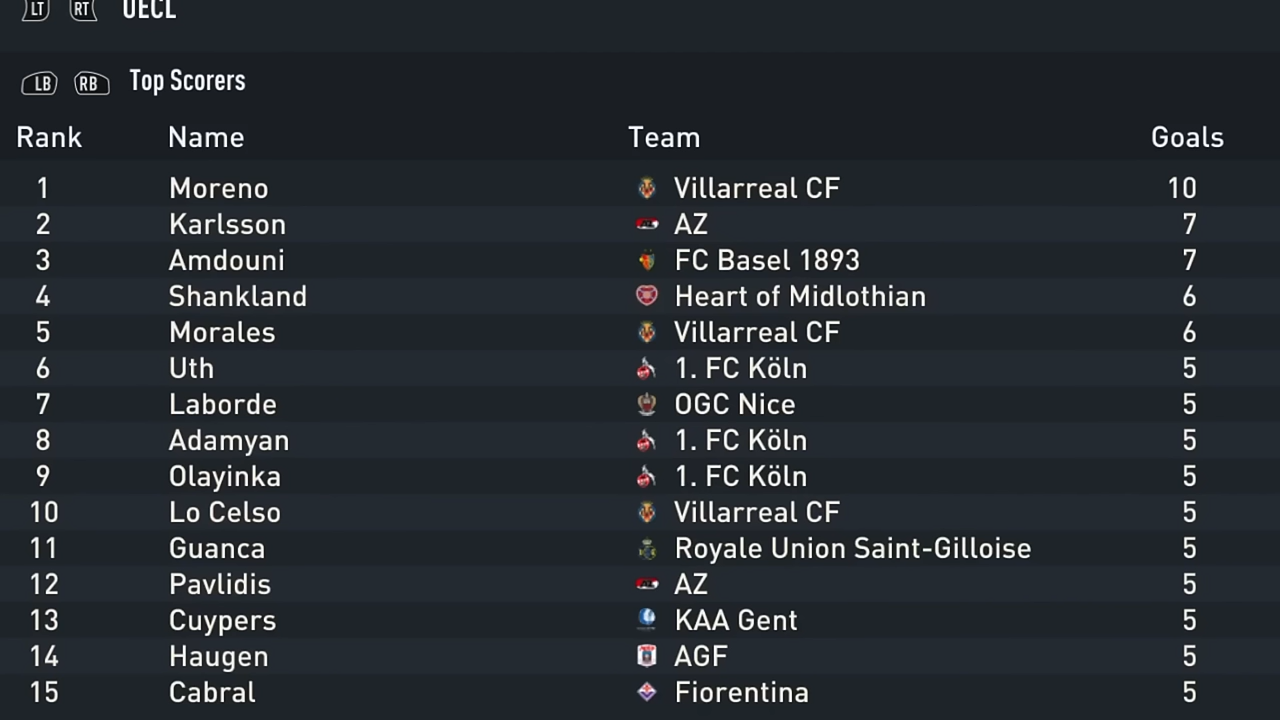 LT RT UECL
LB RB Top Scorers
Rank Name Team Goals
1 Moreno Villarreal CF 10
2 Karlsson AZ 7
3 Amdouni FC Basel 1893 7
4 Shankland Heart of Midlothian 6
5 Morales Villarreal CF 6
6 Uth 1. FC Köln 5
7 Laborde OGC Nice 5
8 Adamyan 1. FC Köln 5
9 Olayinka 1. FC Köln 5
10 Lo Celso Villarreal CF 5
11 Guanca Royale Union Saint-Gilloise 5
12 Pavlidis AZ 5
13 Cuypers KAA Gent 5
14 Haugen AGF 5
15 Cabral Fiorentina 5